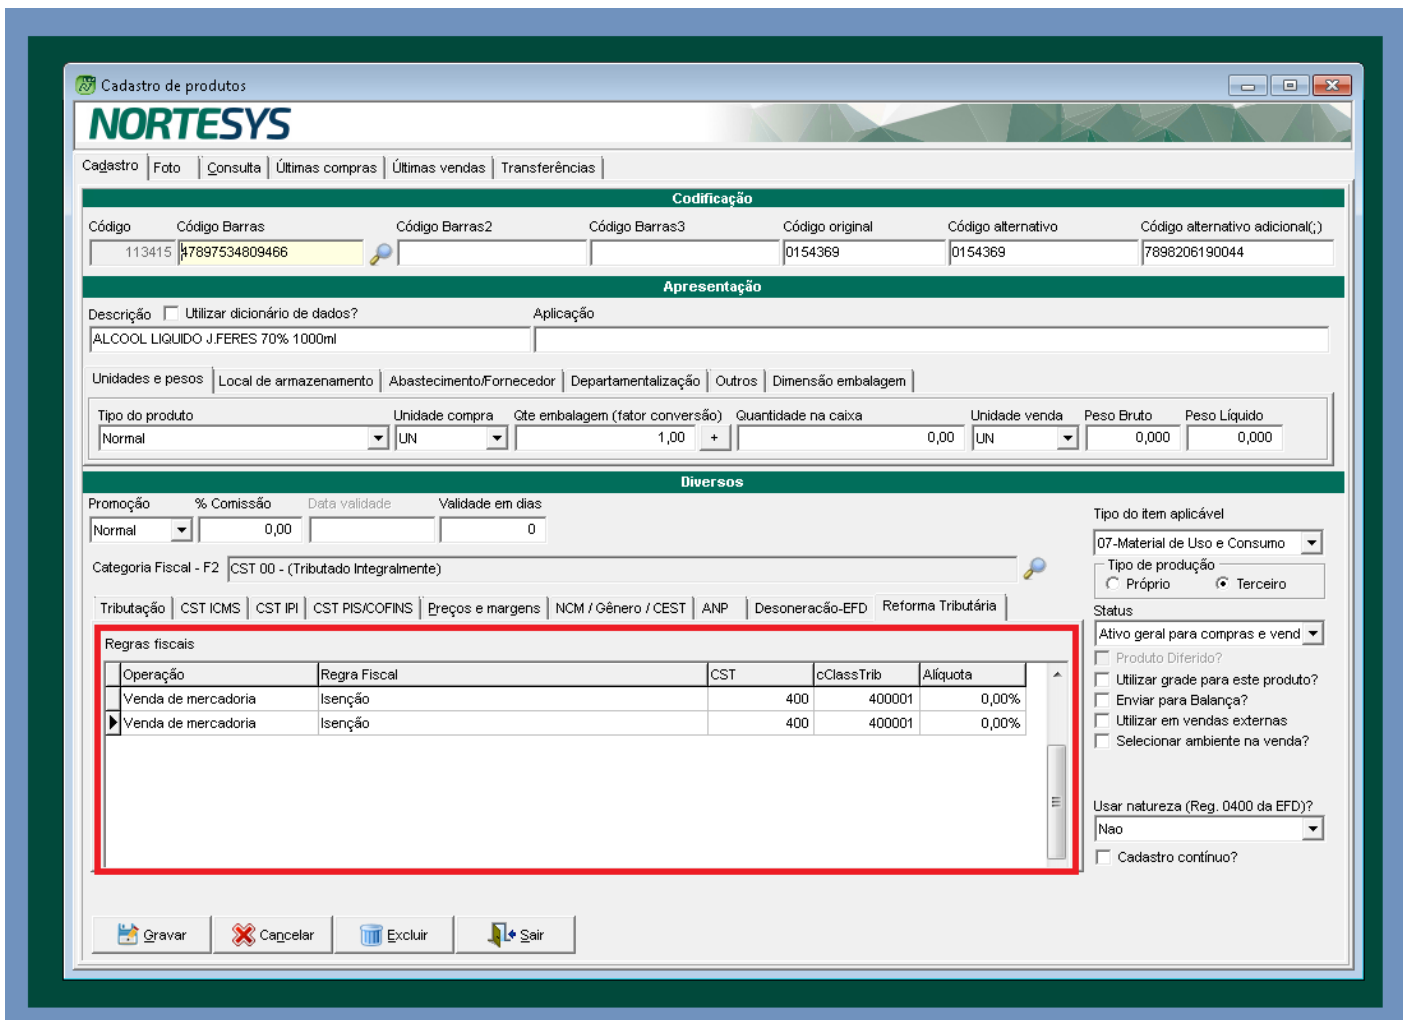 Cadastro de produtos
NORTESYS
Cadastro Foto Consulta Últimas compras Últimas vendas Transferências
Codificação
Código Código Barras Código Barras2 Código Barras3 Código original Código alternativo Código alternativo adicional(;)
113415 47897534809466 0154369 0154369 7898206190044
Apresentação
Descrição Utilizar dicionário de dados? Aplicação
ALCOOL LIQUIDO J.FERES 70% 1000ml
Unidades e pesos Local de armazenamento Abastecimento/Fornecedor Departamentalização Outros Dimensão embalagem
Tipo do produto Unidade compra Qte embalagem (fator conversão) Quantidade na caixa Unidade venda Peso Bruto Peso Líquido
Normal UN 1,00 + 0,00 UN 0,000 0,000
Diversos
Promoção % Comissão Data validade Validade em dias
Normal 0,00 0
Categoria Fiscal - F2 CST 00 - (Tributado Integralmente)
Tributação CST ICMS CST IPI CST PIS/COFINS Preços e margens NCM / Gênero / CEST ANP Desoneracão-EFD Reforma Tributária
Regras fiscais
Operação Regra Fiscal CST cClassTrib Alíquota
Venda de mercadoria Isenção 400 400001 0,00%
Venda de mercadoria Isenção 400 400001 0,00%
Tipo do item aplicável
07-Material de Uso e Consumo
Tipo de produção
Próprio Terceiro
Status
Ativo geral para compras e vend
Produto Diferido?
Utilizar grade para este produto?
Enviar para Balança?
Utilizar em vendas externas
Selecionar ambiente na venda?
Usar natureza (Reg. 0400 da EFD)?
Nao
Cadastro contínuo?
Gravar Cancelar Excluir Sair